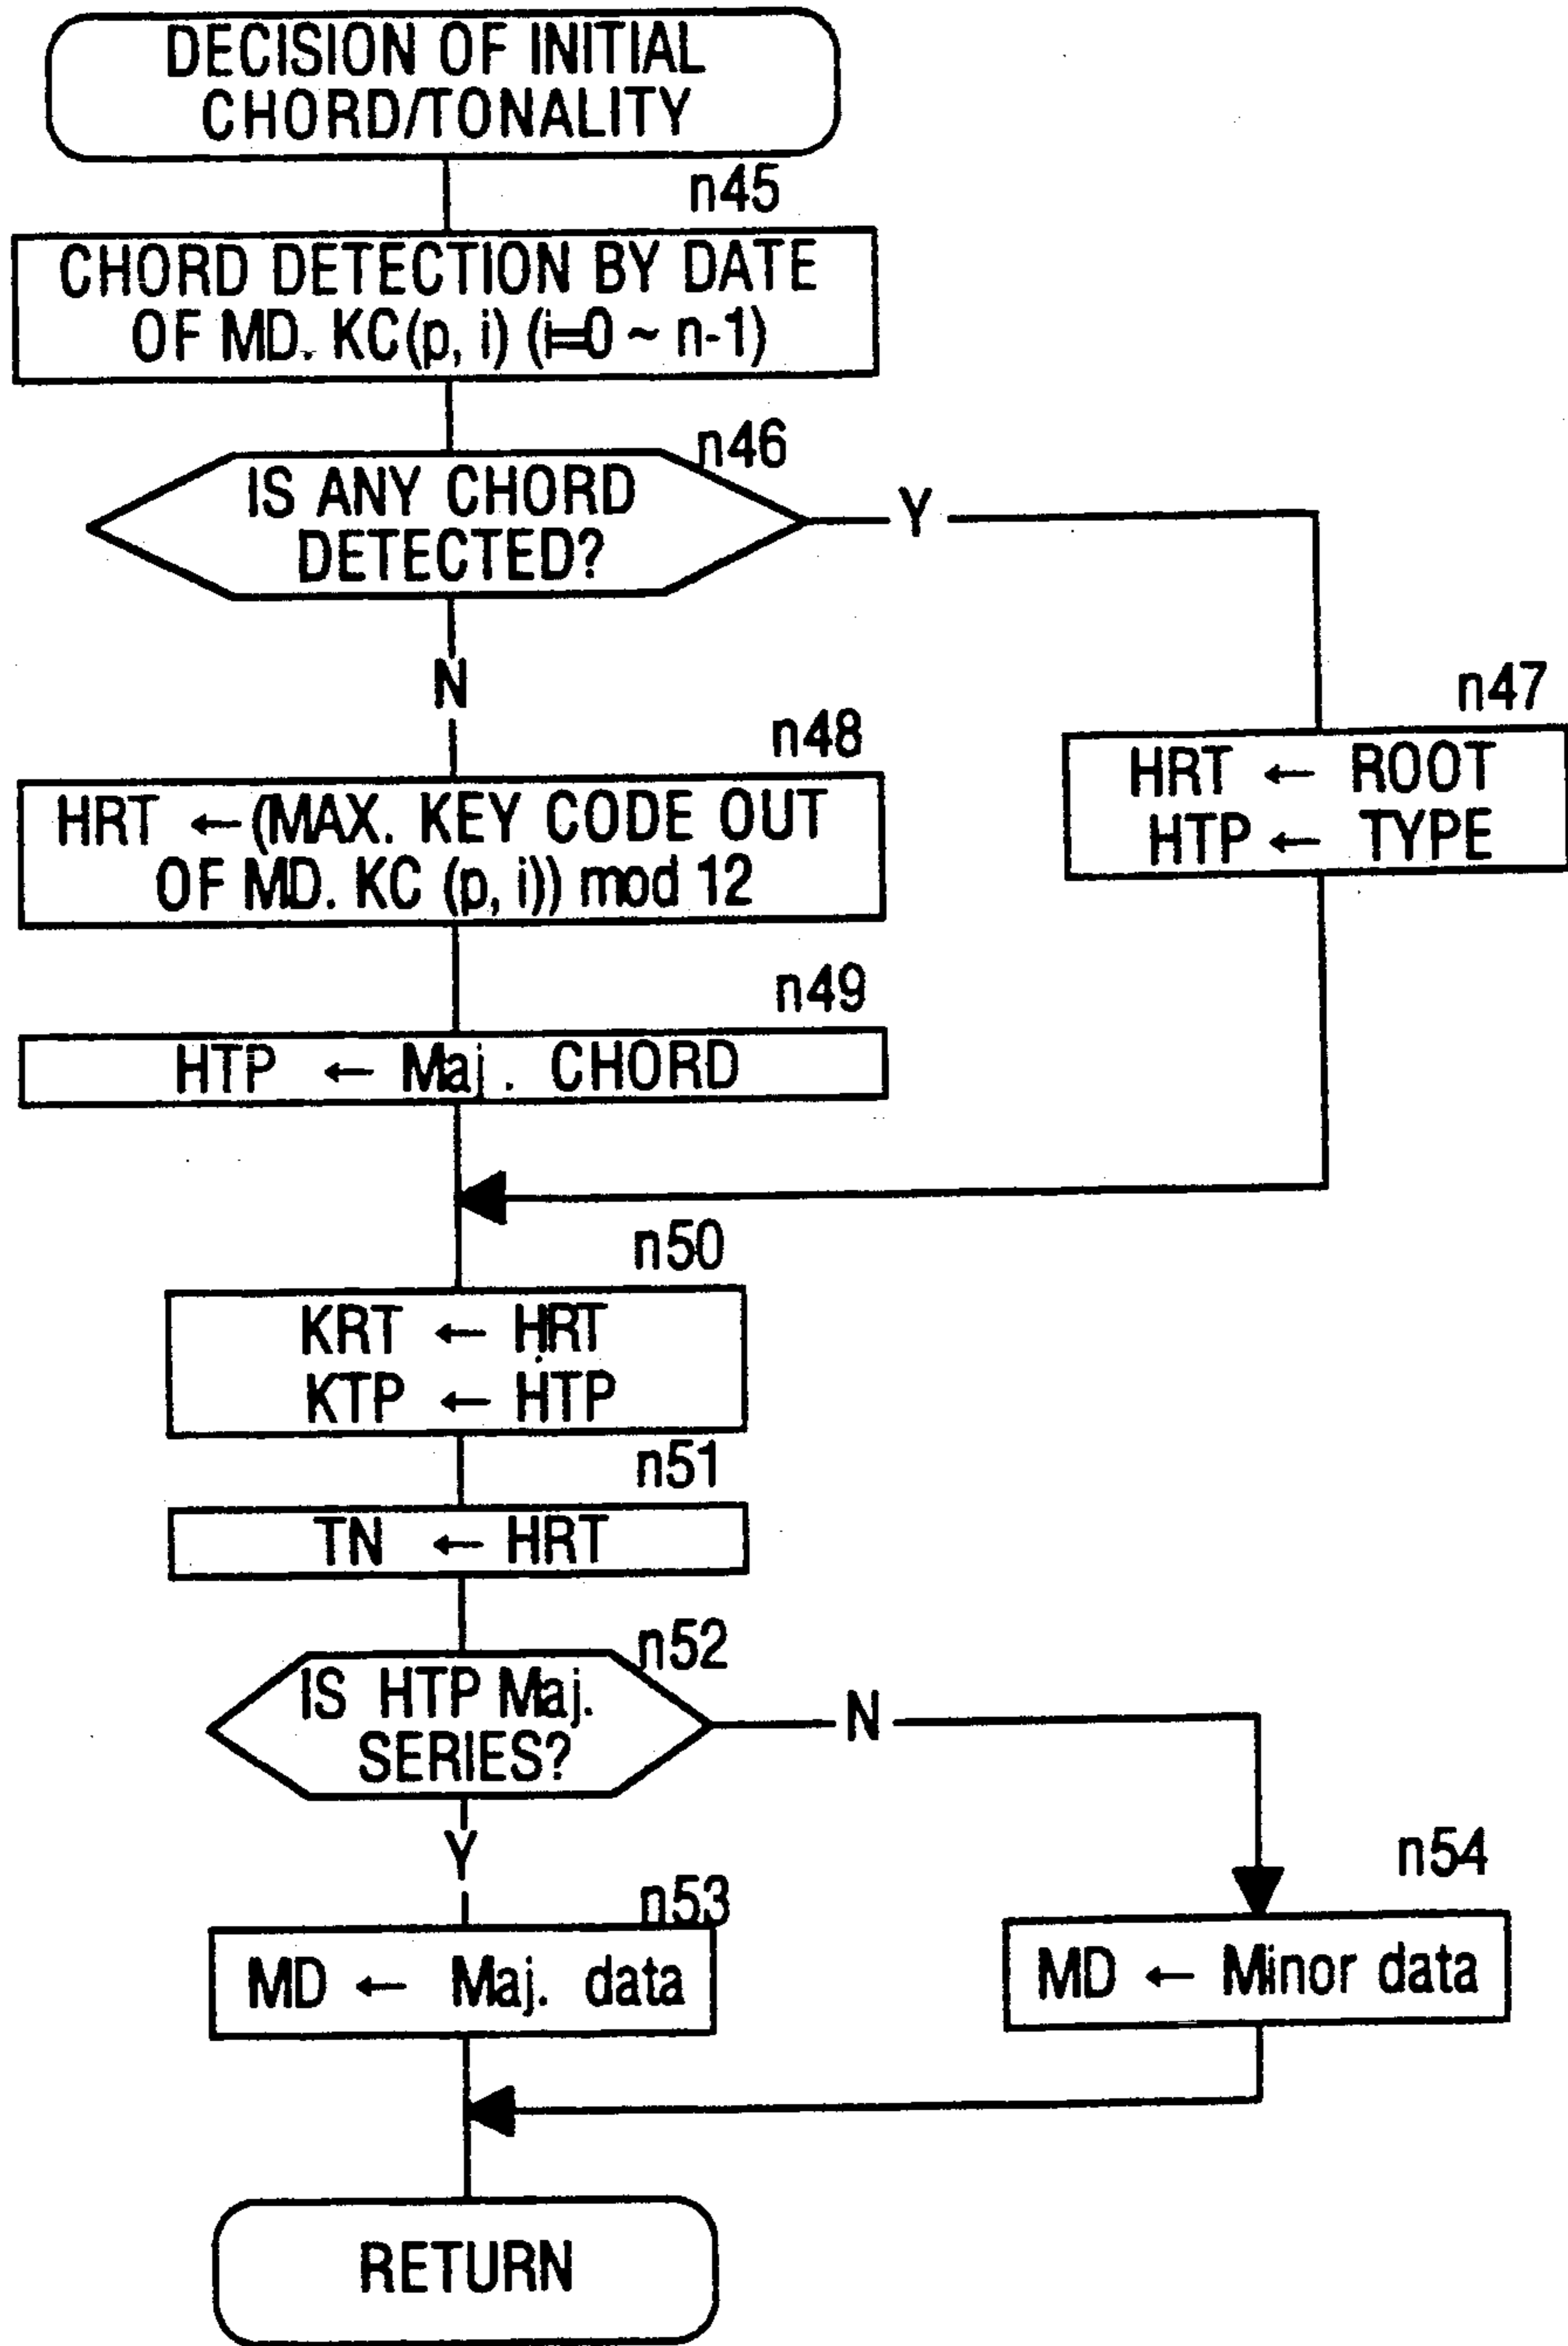 DECISION OF INITIAL
CHORD/TONALITY
n45
CHORD DETECTION BY DATE
OF MD. KC(p, i) (i=0 ~ n-1)
n46
IS ANY CHORD
DETECTED?
Y
N
n47
HRT ← ROOT
HTP ← TYPE
n48
HRT ← (MAX. KEY CODE OUT
OF MD. KC (p, i)) mod 12
n49
HTP ← Maj. CHORD
n50
KRT ← HRT
KTP ← HTP
n51
TN ← HRT
n52
IS HTP Maj.
SERIES?
N
Y
n53
MD ← Maj. data
n54
MD ← Minor data
RETURN